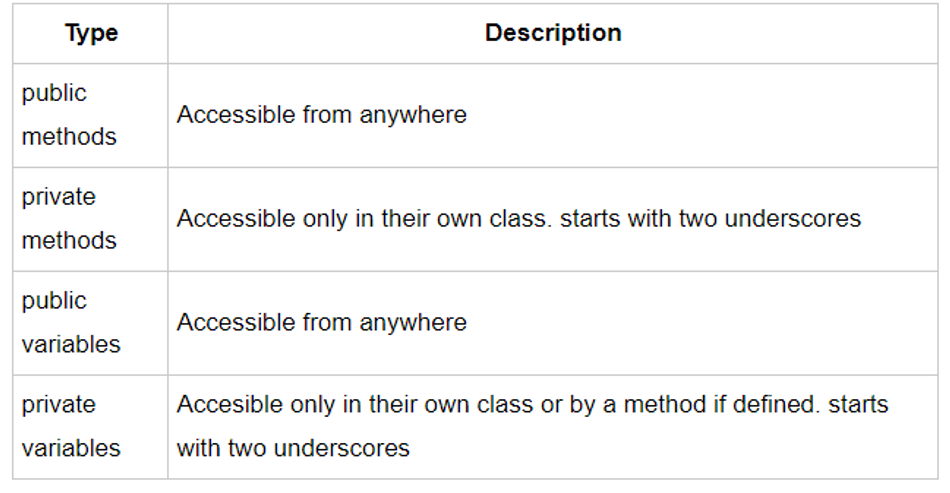 Type Description
public
methods
Accessible from anywhere
private
methods
Accessible only in their own class. starts with two underscores
public
variables
Accessible from anywhere
private
variables
Accesible only in their own class or by a method if defined. starts
with two underscores